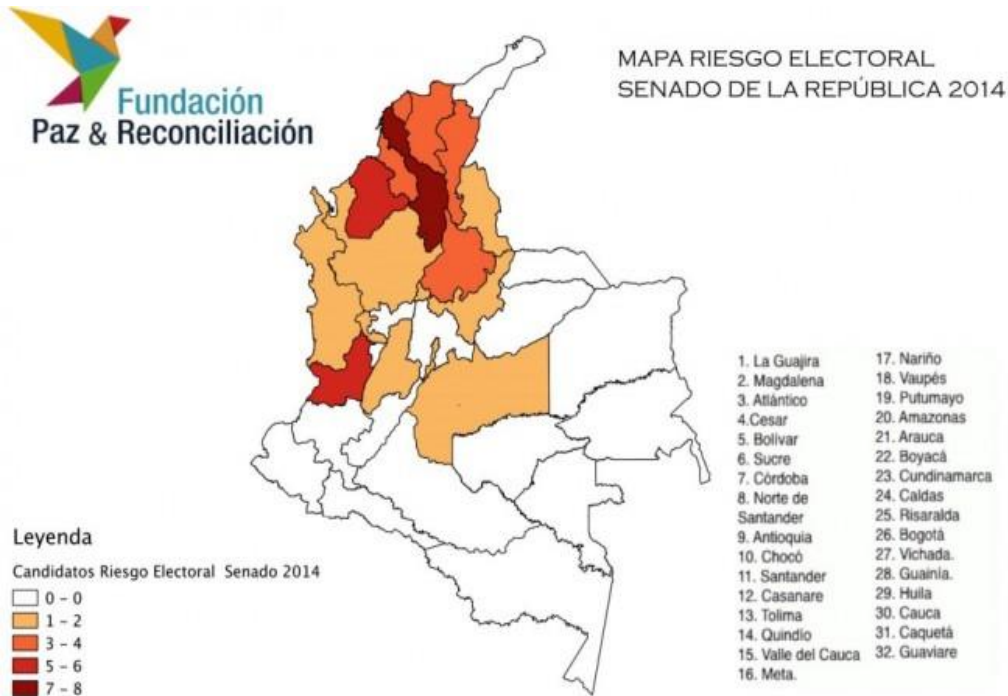 Fundación
Paz & Reconciliación
MAPA RIESGO ELECTORAL
SENADO DE LA REPÚBLICA 2014
1. La Guajira
2. Magdalena
3. Atlántico
4.Cesar
5. Bolívar
6. Sucre
7. Córdoba
8. Norte de
Santander
9. Antioquia
10. Chocó
11. Santander
12. Casanare
13. Tolima
14. Quindío
15. Valle del Cauca
16. Meta.
17. Nariño
18. Vaupés
19. Putumayo
20. Amazonas
21. Arauca
22. Boyacá
23. Cundinamarca
24. Caldas
25. Risaralda
26. Bogotá
27. Vichada.
28. Guainía.
29. Huila
30. Cauca
31. Caquetá
32. Guaviare
Leyenda
Candidatos Riesgo Electoral Senado 2014
0 - 0
1 - 2
3 - 4
5 - 6
7 - 8